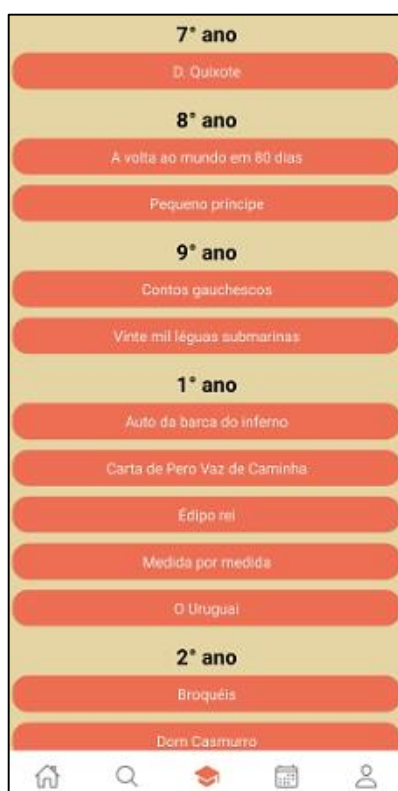 7° ano
D. Quixote
8° ano
A volta ao mundo em 80 dias
Pequeno príncipe
9° ano
Contos gauchescos
Vinte mil léguas submarinas
1° ano
Auto da barca do inferno
Carta de Pero Vaz de Caminha
Édipo rei
Medida por medida
O Uruguai
2° ano
Broquéis
Dom Casmurro